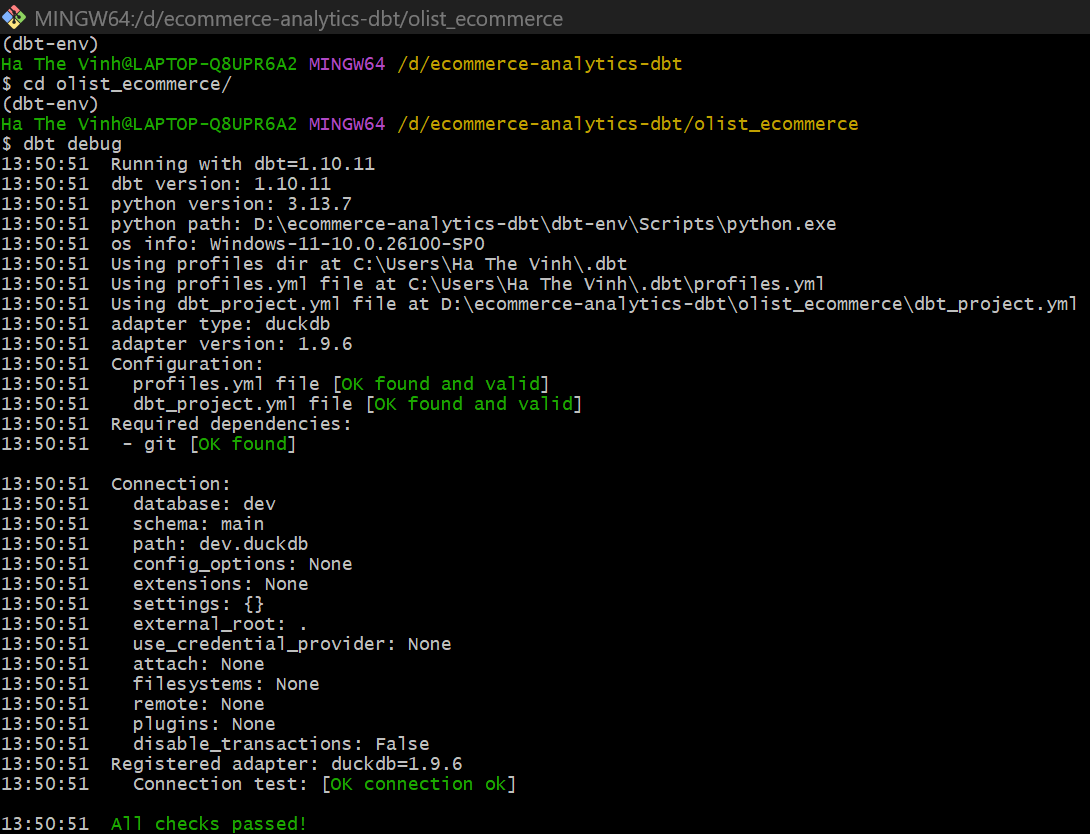 MINGW64:/d/ecommerce-analytics-dbt/olist_ecommerce
(dbt-env)
Ha The Vinh@LAPTOP-Q8UPR6A2 MINGW64 /d/ecommerce-analytics-dbt
$ cd olist_ecommerce/
(dbt-env)
Ha The Vinh@LAPTOP-Q8UPR6A2 MINGW64 /d/ecommerce-analytics-dbt/olist_ecommerce
$ dbt debug
13:50:51  Running with dbt=1.10.11
13:50:51  dbt version: 1.10.11
13:50:51  python version: 3.13.7
13:50:51  python path: D:\ecommerce-analytics-dbt\dbt-env\Scripts\python.exe
13:50:51  os info: Windows-11-10.0.26100-SP0
13:50:51  Using profiles dir at C:\Users\Ha The Vinh\.dbt
13:50:51  Using profiles.yml file at C:\Users\Ha The Vinh\.dbt\profiles.yml
13:50:51  Using dbt_project.yml file at D:\ecommerce-analytics-dbt\olist_ecommerce\dbt_project.yml
13:50:51  adapter type: duckdb
13:50:51  adapter version: 1.9.6
13:50:51  Configuration:
13:50:51    profiles.yml file [OK found and valid]
13:50:51    dbt_project.yml file [OK found and valid]
13:50:51  Required dependencies:
13:50:51   - git [OK found]
13:50:51  Connection:
13:50:51    database: dev
13:50:51    schema: main
13:50:51    path: dev.duckdb
13:50:51    config_options: None
13:50:51    extensions: None
13:50:51    settings: {}
13:50:51    external_root: .
13:50:51    use_credential_provider: None
13:50:51    attach: None
13:50:51    filesystems: None
13:50:51    remote: None
13:50:51    plugins: None
13:50:51    disable_transactions: False
13:50:51  Registered adapter: duckdb=1.9.6
13:50:51    Connection test: [OK connection ok]
13:50:51  All checks passed!